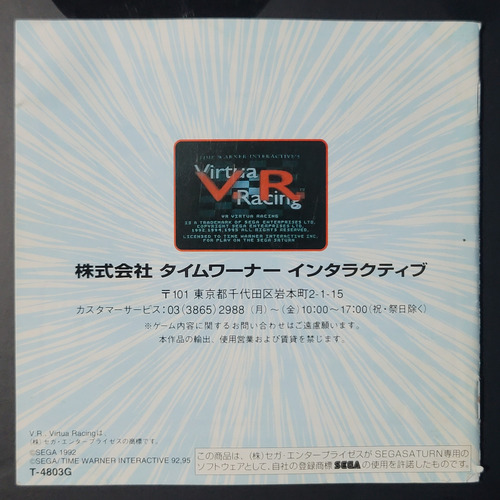 TIME WARNER INTERACTIVE'S
Virtua
VR
Racing
VR VIRTUA RACING
IS A TRADEMARK OF SEGA ENTERPRISES LTD.
COPYRIGHT SEGA ENTERPRISES LTD.
1992,1994,1995 ALL RIGHTS RESERVED.
LICENSED TO TIME WARNER INTERACTIVE INC.
FOR PLAY ON THE SEGA SATURN
株式会社 タイムワーナー インタラクティブ
〒101 東京都千代田区岩本町2-1-15
カスタマーサービス:03(3865)2988 (月)~(金)10:00~17:00(祝・祭日除く)
※ゲーム内容に関するお問い合わせはご遠慮願います。
本作品の輸出、使用営業および賃貸を禁じます。
V.R., Virtua Racingは、
(株)セガ・エンタープライゼスの商標です。
©SEGA 1992
©SEGA/TIME WARNER INTERACTIVE 92,95
T-4803G
この商品は、(株)セガ・エンタープライゼスが SEGASATURN専用の
ソフトウェアとして、自社の登録商標 SEGA の使用を許諾したものです。